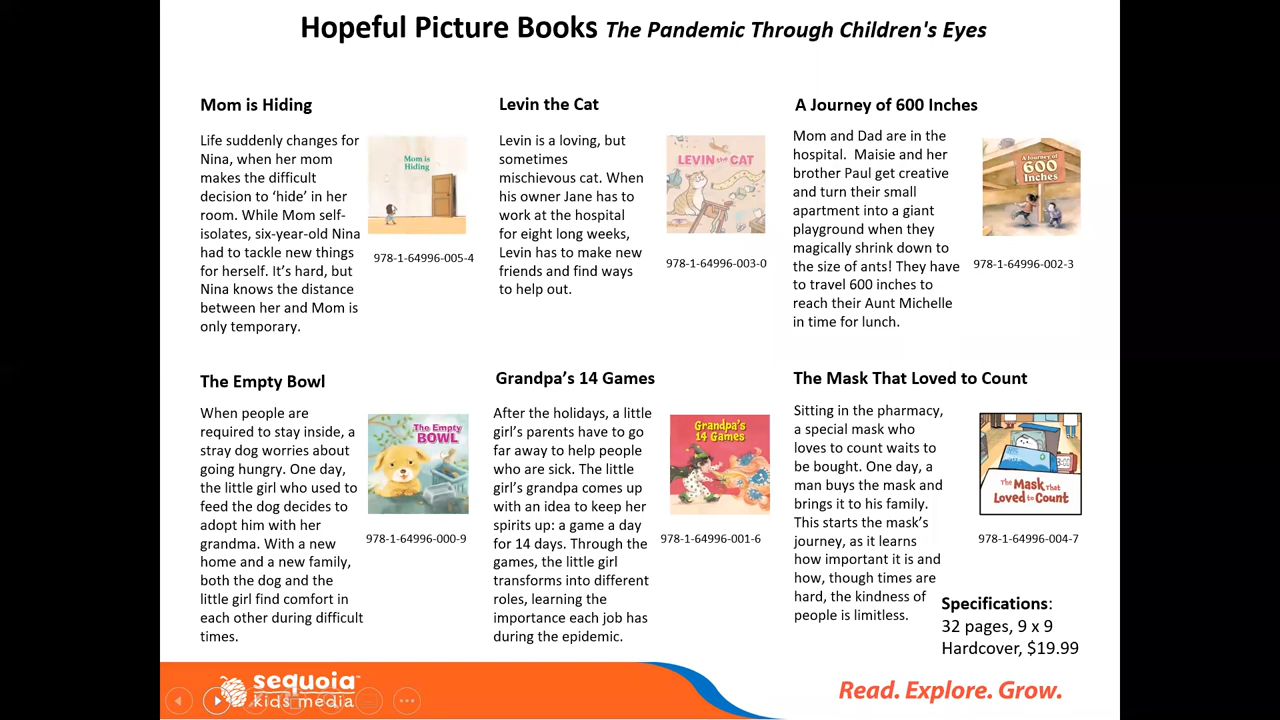 Hopeful Picture Books The Pandemic Through Children's Eyes
Mom is Hiding
Life suddenly changes for
Nina, when her mom
makes the difficult
decision to ‘hide’ in her
room. While Mom self-
isolates, six-year-old Nina
had to tackle new things
for herself. It’s hard, but
Nina knows the distance
between her and Mom is
only temporary.
Mom is
Hiding
978-1-64996-005-4
Levin the Cat
Levin is a loving, but
sometimes
mischievous cat. When
his owner Jane has to
work at the hospital
for eight long weeks,
Levin has to make new
friends and find ways
to help out.
LEVIN the CAT
978-1-64996-003-0
A Journey of 600 Inches
Mom and Dad are in the
hospital.  Maisie and her
brother Paul get creative
and turn their small
apartment into a giant
playground when they
magically shrink down to
the size of ants! They have
to travel 600 inches to
reach their Aunt Michelle
in time for lunch.
A Journey of
600
Inches
978-1-64996-002-3
The Empty Bowl
When people are
required to stay inside, a
stray dog worries about
going hungry. One day,
the little girl who used to
feed the dog decides to
adopt him with her
grandma. With a new
home and a new family,
both the dog and the
little girl find comfort in
each other during difficult
times.
The Empty
BOWL
978-1-64996-000-9
Grandpa’s 14 Games
After the holidays, a little
girl’s parents have to go
far away to help people
who are sick. The little
girl’s grandpa comes up
with an idea to keep her
spirits up: a game a day
for 14 days. Through the
games, the little girl
transforms into different
roles, learning the
importance each job has
during the epidemic.
Grandpa's
14 Games
978-1-64996-001-6
The Mask That Loved to Count
Sitting in the pharmacy,
a special mask who
loves to count waits to
be bought. One day, a
man buys the mask and
brings it to his family.
This starts the mask’s
journey, as it learns
how important it is and
how, though times are
hard, the kindness of
people is limitless.
The Mask That
Loved to Count
978-1-64996-004-7
Specifications:
32 pages, 9 x 9
Hardcover, $19.99
sequoia
kids media
Read. Explore. Grow.